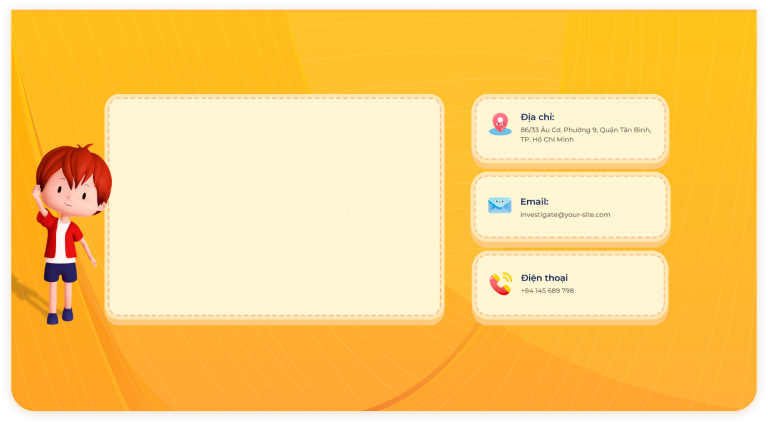 Địa chỉ:
86/33 Âu Cơ, Phường 9, Quận Tân Bình,
TP. Hồ Chí Minh
Email:
investigate@your-site.com
Điện thoại
+84 145 689 798